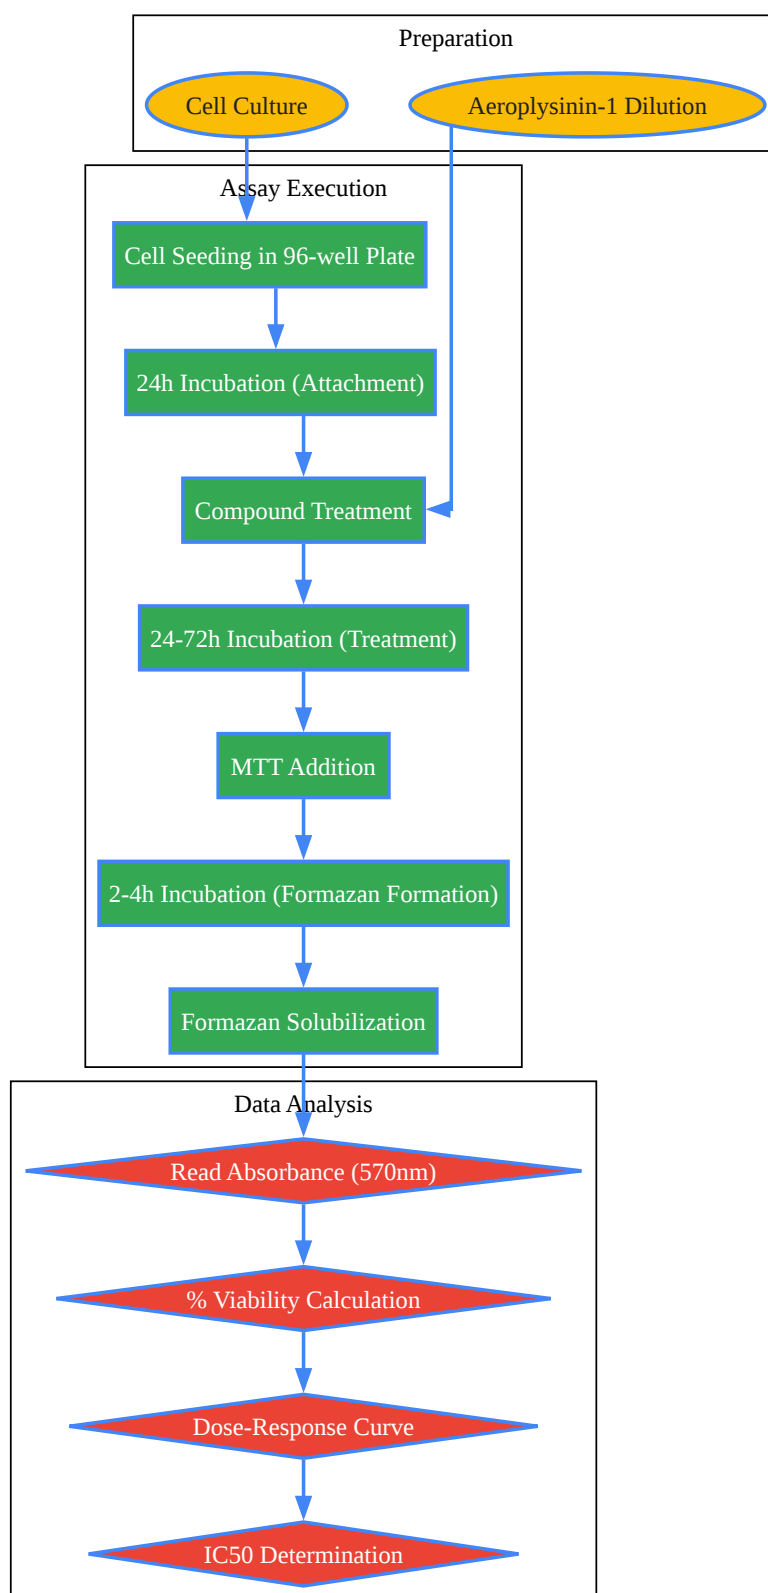 Preparation
Cell Culture
Aeroplysinin-1 Dilution
Assay Execution
Cell Seeding in 96-well Plate
24h Incubation (Attachment)
Compound Treatment
24-72h Incubation (Treatment)
MTT Addition
2-4h Incubation (Formazan Formation)
Formazan Solubilization
Data Analysis
Read Absorbance (570nm)
% Viability Calculation
Dose-Response Curve
IC50 Determination